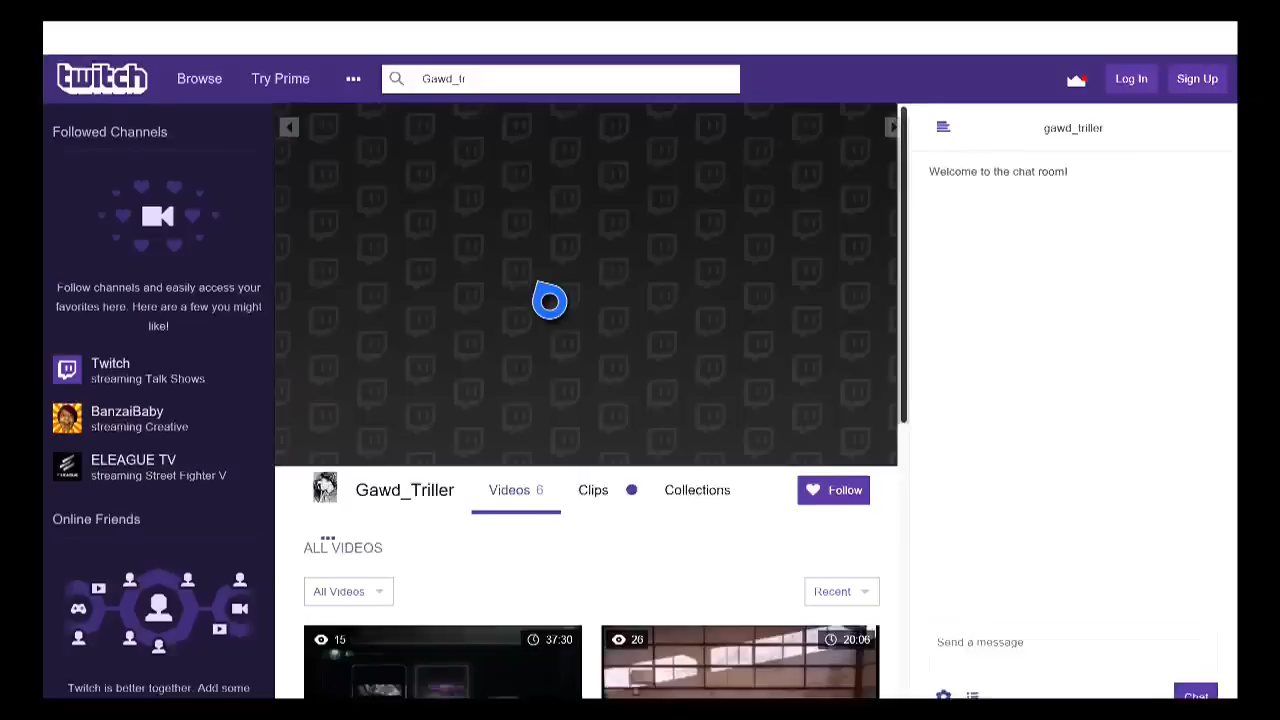 twitch
Browse
Try Prime
Gawd_tr
Log In
Sign Up
Followed Channels
Follow channels and easily access your
favorites here. Here are a few you might
like!
Twitch
streaming Talk Shows
BanzaiBaby
streaming Creative
ELEAGUE TV
streaming Street Fighter V
Online Friends
Twitch is better together. Add some
Gawd_Triller
Videos 6
Clips
Collections
Follow
ALL VIDEOS
All Videos
Recent
15
37:30
26
20:06
gawd_triller
Welcome to the chat room!
Send a message
Chat